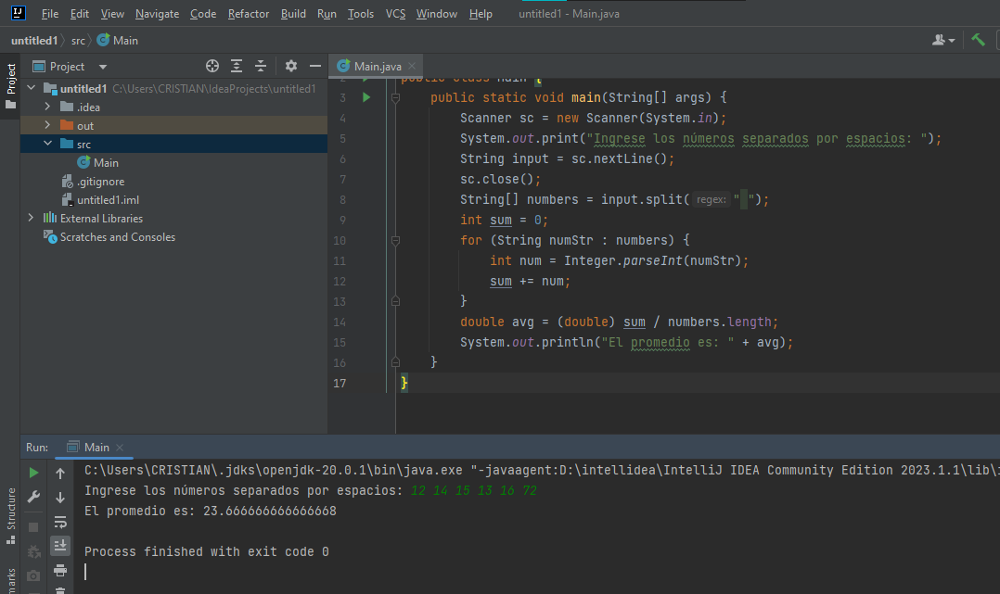 File Edit View Navigate Code Refactor Build Run Tools VCS Window Help untitled1 - Main.java
untitled1 src Main
Project
Project
Main.java
untitled1 C:\Users\CRISTIAN\IdeaProjects\untitled1
.idea
out
src
Main
.gitignore
untitled1.iml
External Libraries
Scratches and Consoles
2 public class Main {
3 public static void main(String[] args) {
4 Scanner sc = new Scanner(System.in);
5 System.out.print("Ingrese los números separados por espacios: ");
6 String input = sc.nextLine();
7 sc.close();
8 String[] numbers = input.split( regex: " ");
9 int sum = 0;
10 for (String numStr : numbers) {
11 int num = Integer.parseInt(numStr);
12 sum += num;
13 }
14 double avg = (double) sum / numbers.length;
15 System.out.println("El promedio es: " + avg);
16 }
17 }
Run: Main
C:\Users\CRISTIAN\.jdks\openjdk-20.0.1\bin\java.exe "-javaagent:D:\intellidea\IntelliJ IDEA Community Edition 2023.1.1\lib\
Ingrese los números separados por espacios: 12 14 15 13 16 72
El promedio es: 23.666666666666668
Process finished with exit code 0
Structure